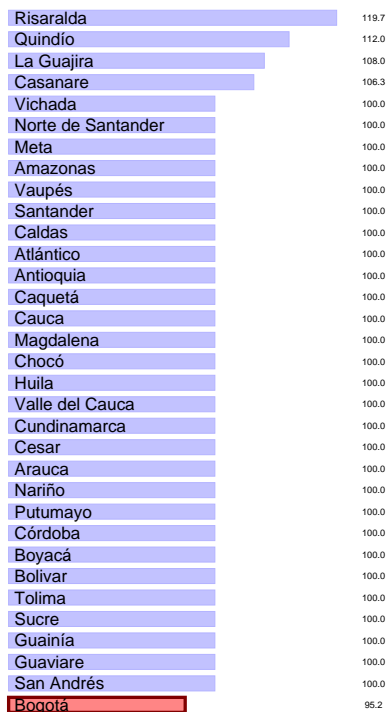 Risaralda 119.7
Quindío 112.0
La Guajira 108.0
Casanare 106.3
Vichada 100.0
Norte de Santander 100.0
Meta 100.0
Amazonas 100.0
Vaupés 100.0
Santander 100.0
Caldas 100.0
Atlántico 100.0
Antioquia 100.0
Caquetá 100.0
Cauca 100.0
Magdalena 100.0
Chocó 100.0
Huila 100.0
Valle del Cauca 100.0
Cundinamarca 100.0
Cesar 100.0
Arauca 100.0
Nariño 100.0
Putumayo 100.0
Córdoba 100.0
Boyacá 100.0
Bolivar 100.0
Tolima 100.0
Sucre 100.0
Guainía 100.0
Guaviare 100.0
San Andrés 100.0
Bogotá 95.2